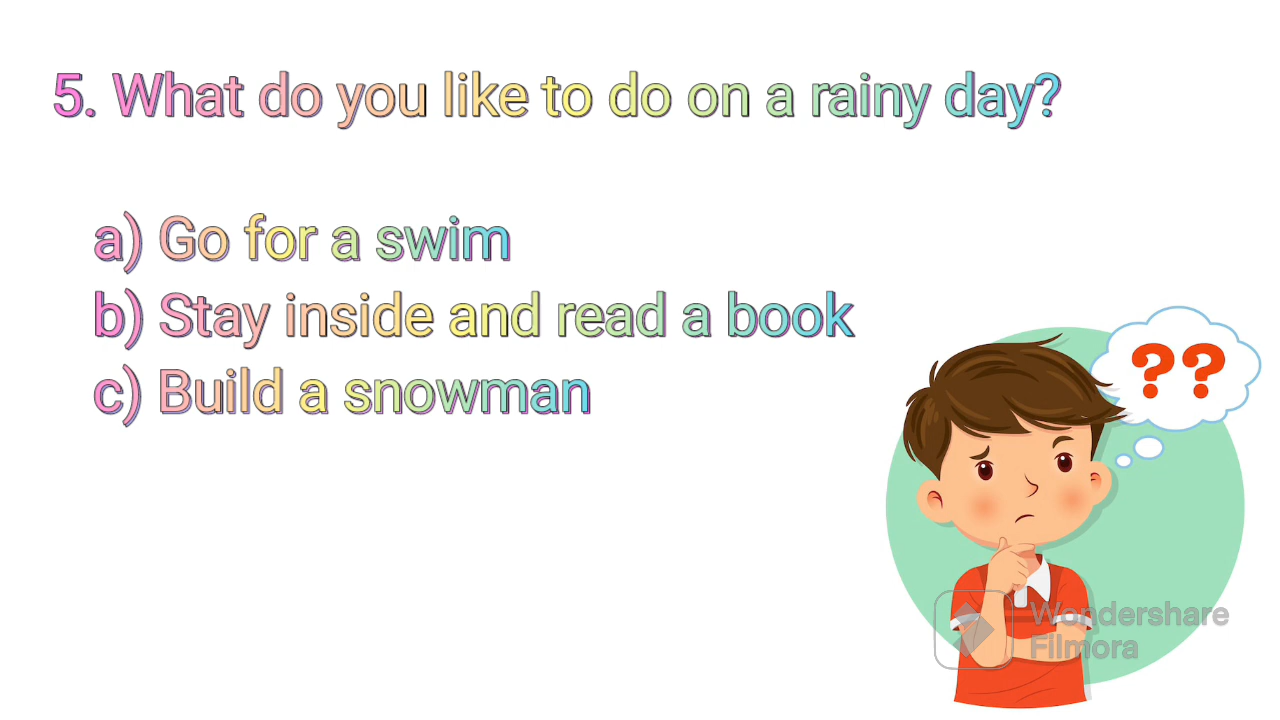 5. What do you like to do on a rainy day?
a) Go for a swim
b) Stay inside and read a book
c) Build a snowman
??
Wondershare
Filmora